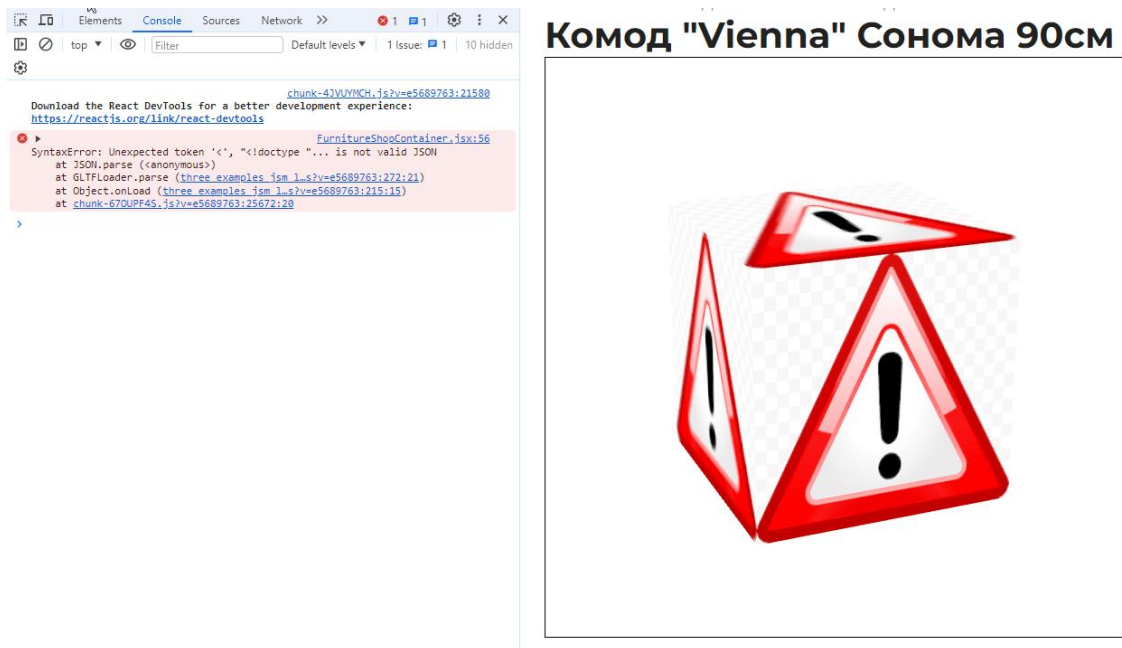 Elements Console Sources Network 1 1
top Filter Default levels 1 Issue: 1 10 hidden
chunk-4JVUYMCH.js?v=e5689763:21580
Download the React DevTools for a better development experience:
https://reactjs.org/link/react-devtools
FurnitureShopContainer.jsx:56
SyntaxError: Unexpected token '<', "<!doctype "... is not valid JSON
at JSON.parse (<anonymous>)
at GLTFLoader.parse (three_examples_jsm_l…s?v=e5689763:272:21)
at Object.onLoad (three_examples_jsm_l…s?v=e5689763:215:15)
at chunk-67OUPF4S.js?v=e5689763:25672:20
Комод "Vienna" Сонома 90см